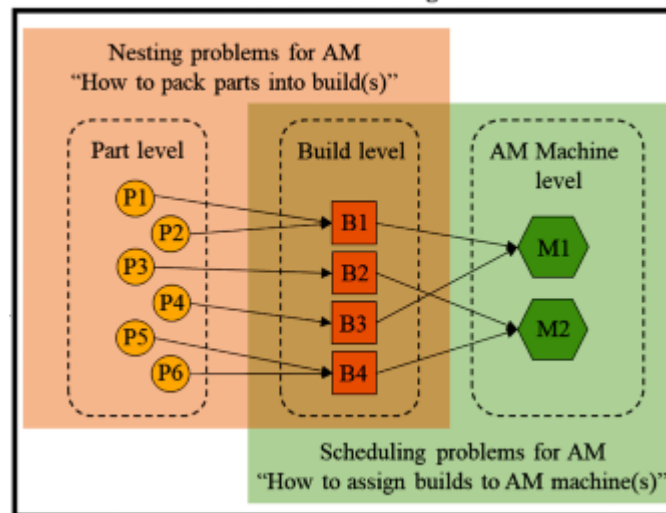 Nesting problems for AM
“How to pack parts into build(s)”
Part level
Build level
AM Machine
level
P1
P2
P3
P4
P5
P6
B1
B2
B3
B4
M1
M2
Scheduling problems for AM
“How to assign builds to AM machine(s)”